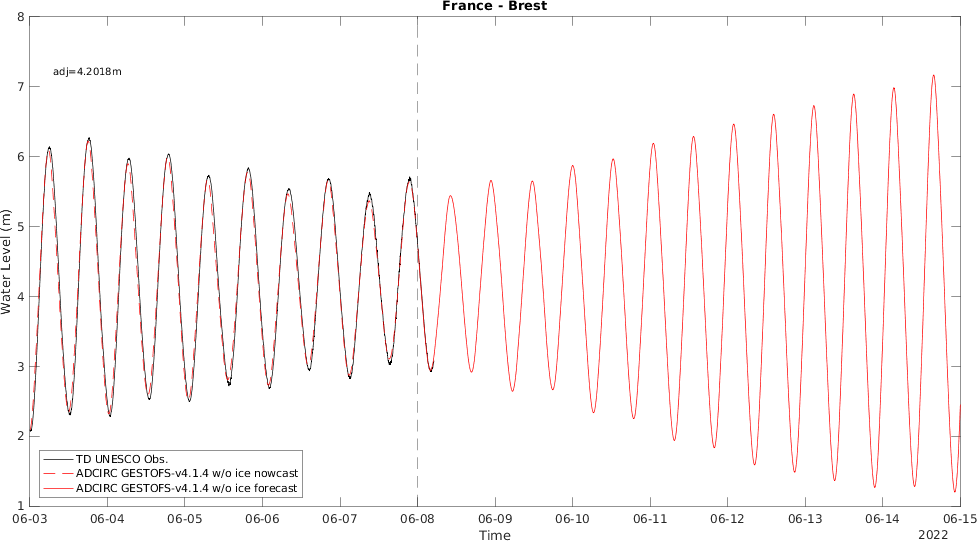 France - Brest
8
7
6
5
4
3
2
1
Water Level (m)
adj=4.2018m
TD UNESCO Obs.
ADCIRC GESTOFS-v4.1.4 w/o ice nowcast
ADCIRC GESTOFS-v4.1.4 w/o ice forecast
06-03 06-04 06-05 06-06 06-07 06-08 06-09 06-10 06-11 06-12 06-13 06-14 06-15
Time
2022